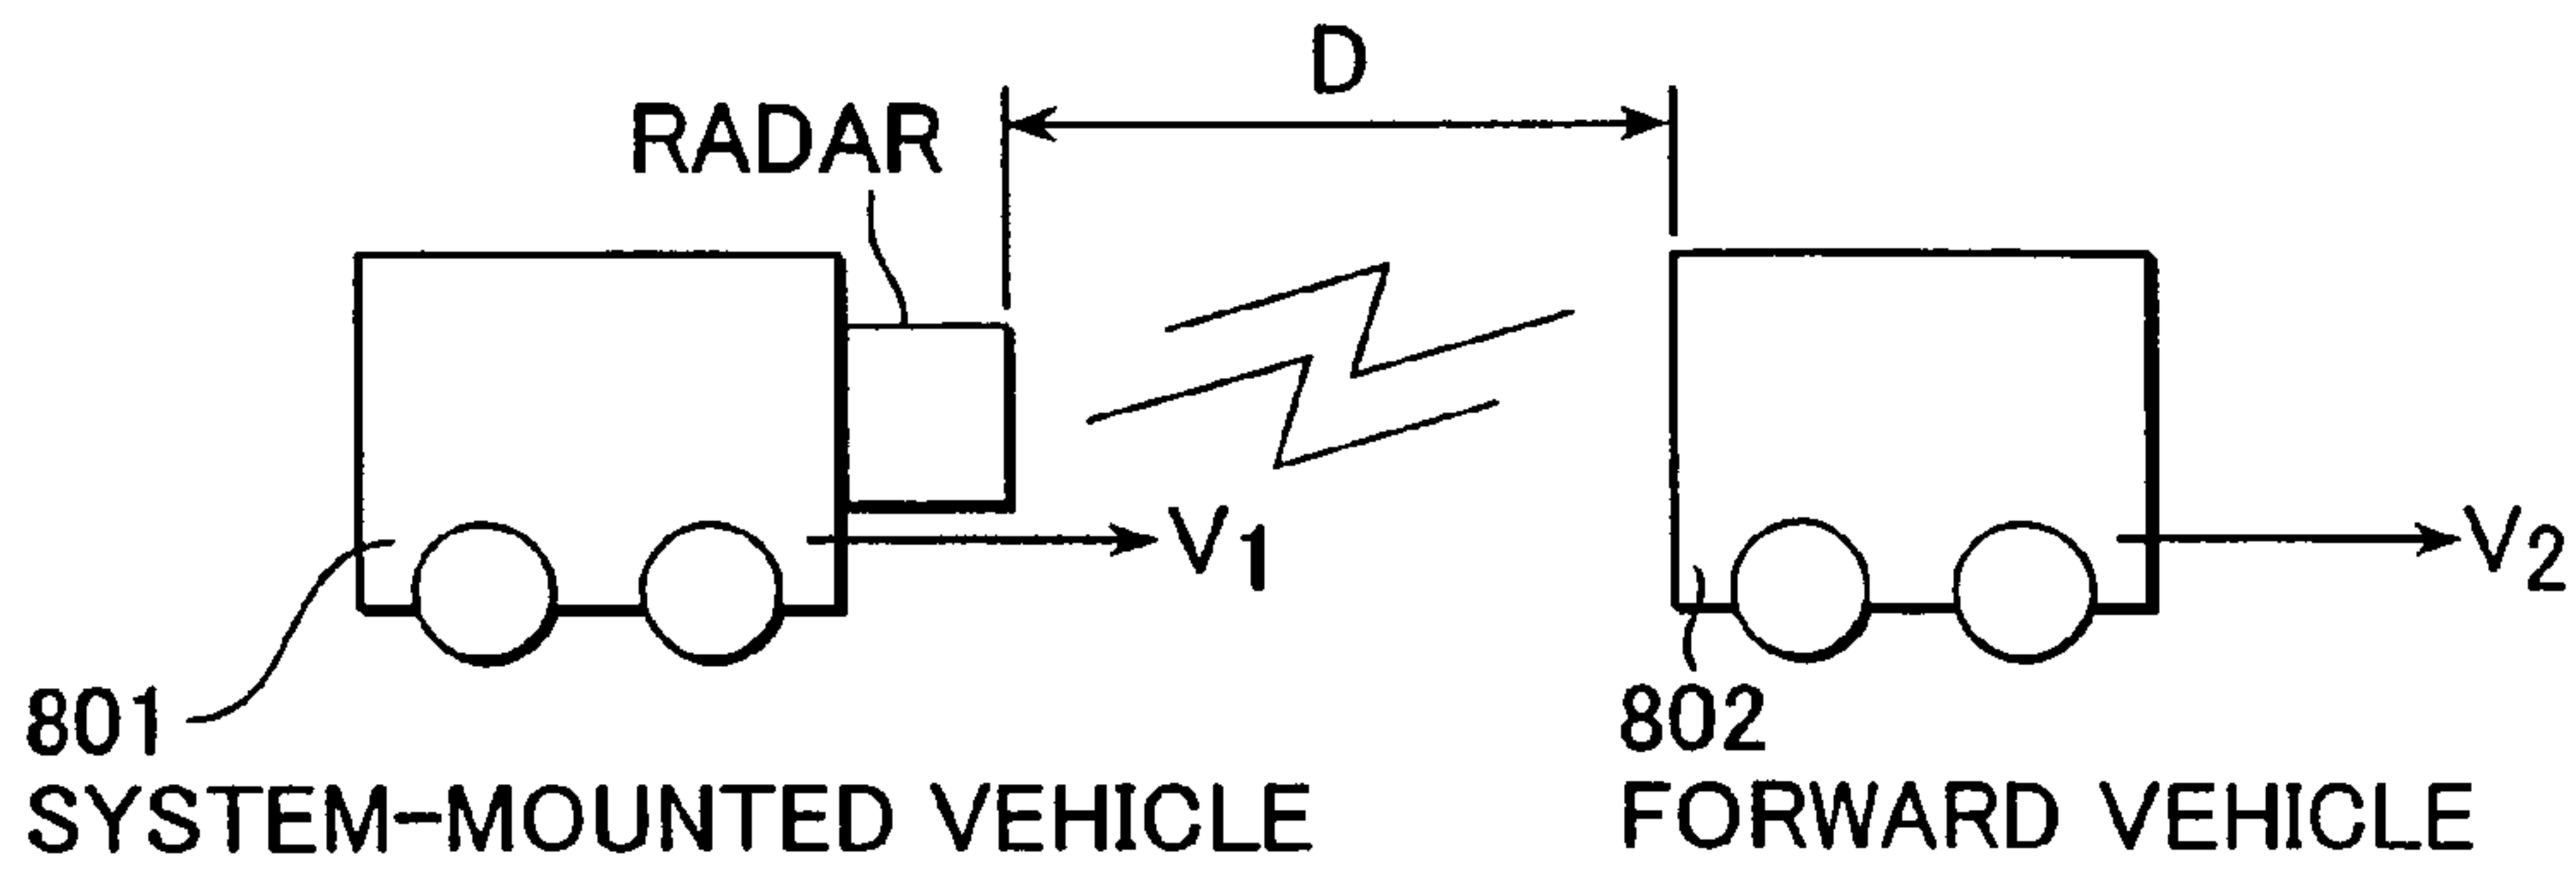 D
RADAR
V1
V2
801
802
SYSTEM-MOUNTED VEHICLE
FORWARD VEHICLE